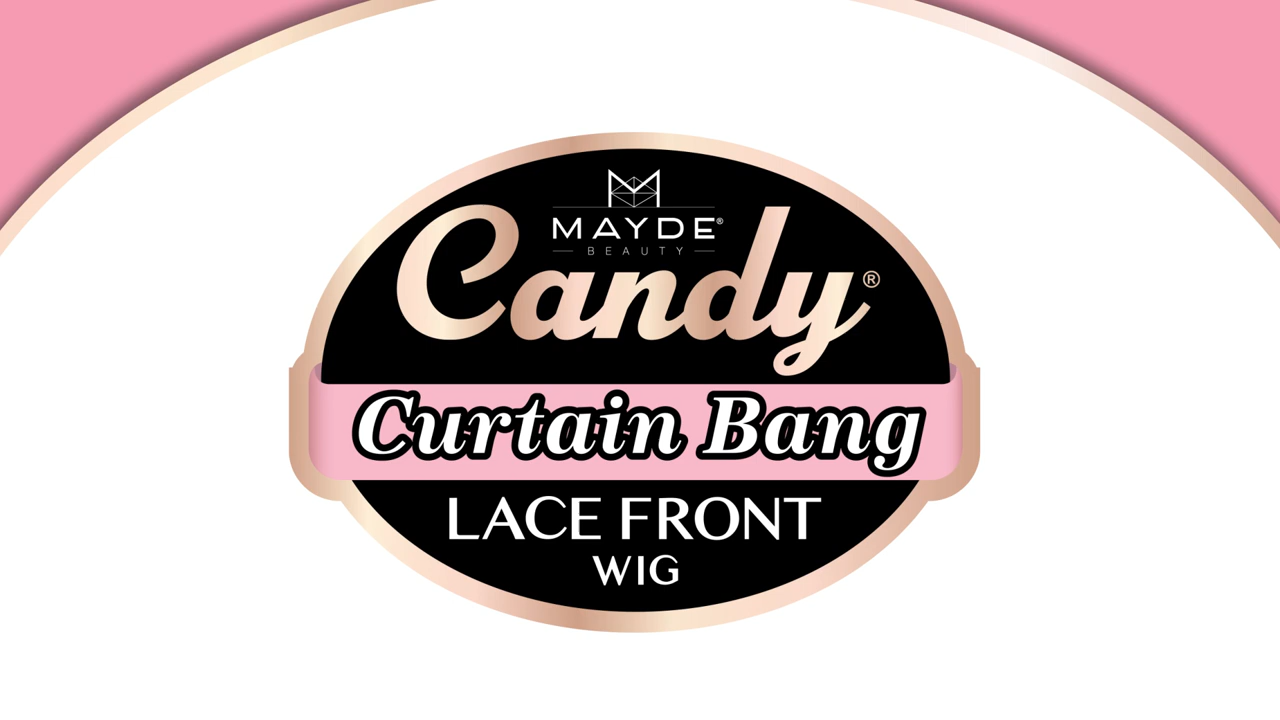 MAYDE®
BEAUTY
Candy®
Curtain Bang
LACE FRONT
WIG